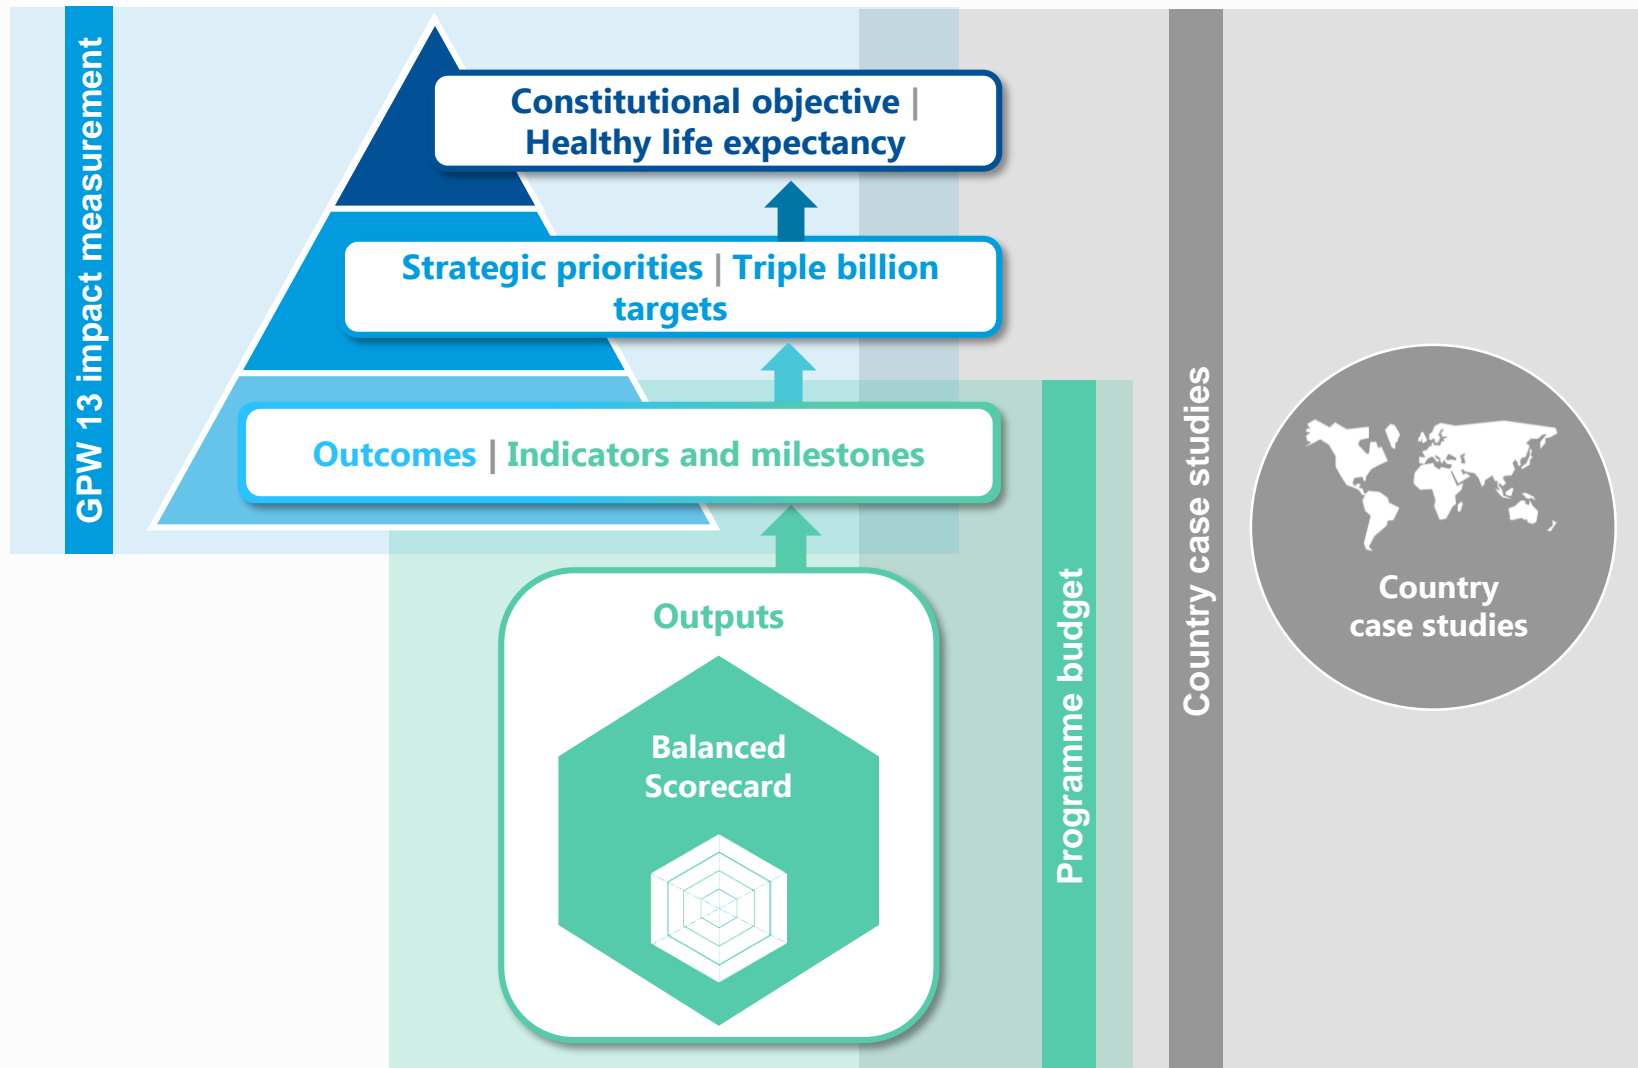 GPW 13 impact measurement
Constitutional objective |
Healthy life expectancy
Strategic priorities | Triple billion
targets
Outcomes | Indicators and milestones
Outputs
Balanced
Scorecard
Programme budget
Country case studies
Country
case studies